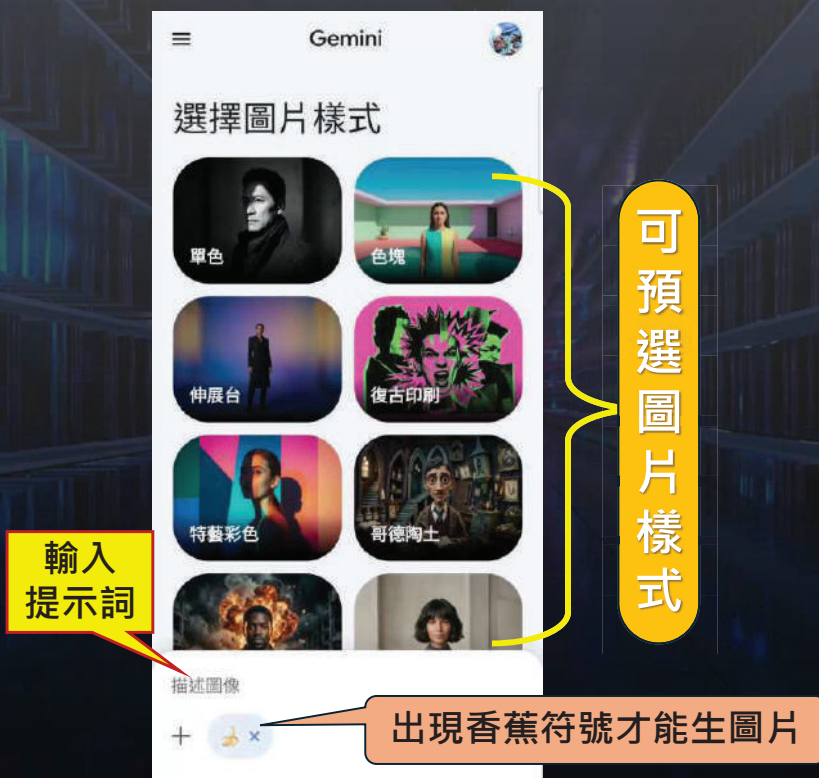 Gemini
選擇圖片樣式
單色
色塊
伸展台
復古印刷
特藝彩色
哥德陶土
輸入
提示詞
描述圖像
出現香蕉符號才能生圖片
可預選圖片樣式